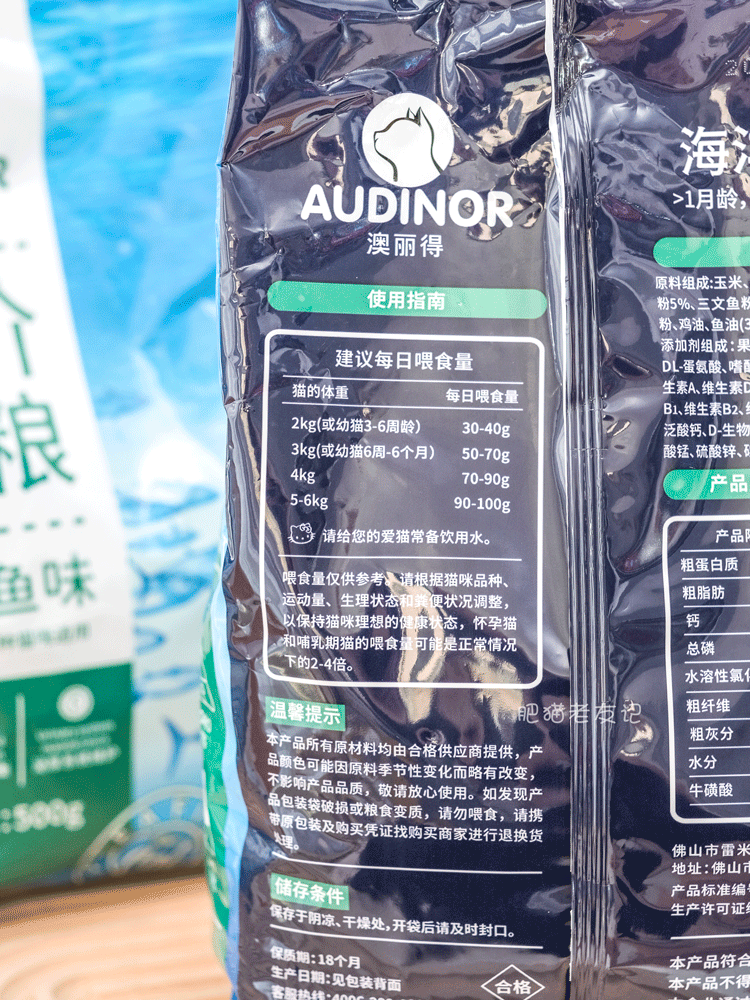 AUDINOR
澳丽得
使用指南
建议每日喂食量
猫的体重 每日喂食量
2kg(或幼猫3-6周龄) 30-40g
3kg(或幼猫6周-6个月) 50-70g
4kg 70-90g
5-6kg 90-100g
请给您的爱猫常备饮用水。
喂食量仅供参考。请根据猫咪品种、
运动量、生理状态和粪便状况调整,
以保持猫咪理想的健康状态，怀孕猫
和哺乳期猫的喂食量可能是正常情况
下的2-4倍。
温馨提示
本产品所有原材料均由合格供应商提供，产
品颜色可能因原料季节性变化而略有改变，
不影响产品品质，敬请放心使用。如发现产
品包装袋破损或粮食变质，请勿喂食，请携
带原包装及购买凭证找购买商家进行退换货
处理。
储存条件
保存于阴凉、干燥处,开袋后请及时封口。
保质期:18个月
生产日期:见包装背面
客服热线:4006
合格
肥猫老友记
海
>1月龄,
原料组成:玉米、
粉5%、三文鱼粉
粉、鸡油、鱼油(3
添加剂组成:果
DL-蛋氨酸、嗜酸
生素A、维生素D
B₁、维生素B₂、
泛酸钙、D-生物
酸锰、硫酸锌、
产品
产品
粗蛋白质
粗脂肪
钙
总磷
水溶性氯化
粗纤维
粗灰分
水分
牛磺酸
佛山市雷米
地址:佛山市
产品标准编号
生产许可证
本产品符合
本产品不得
粮
鱼味
:500g